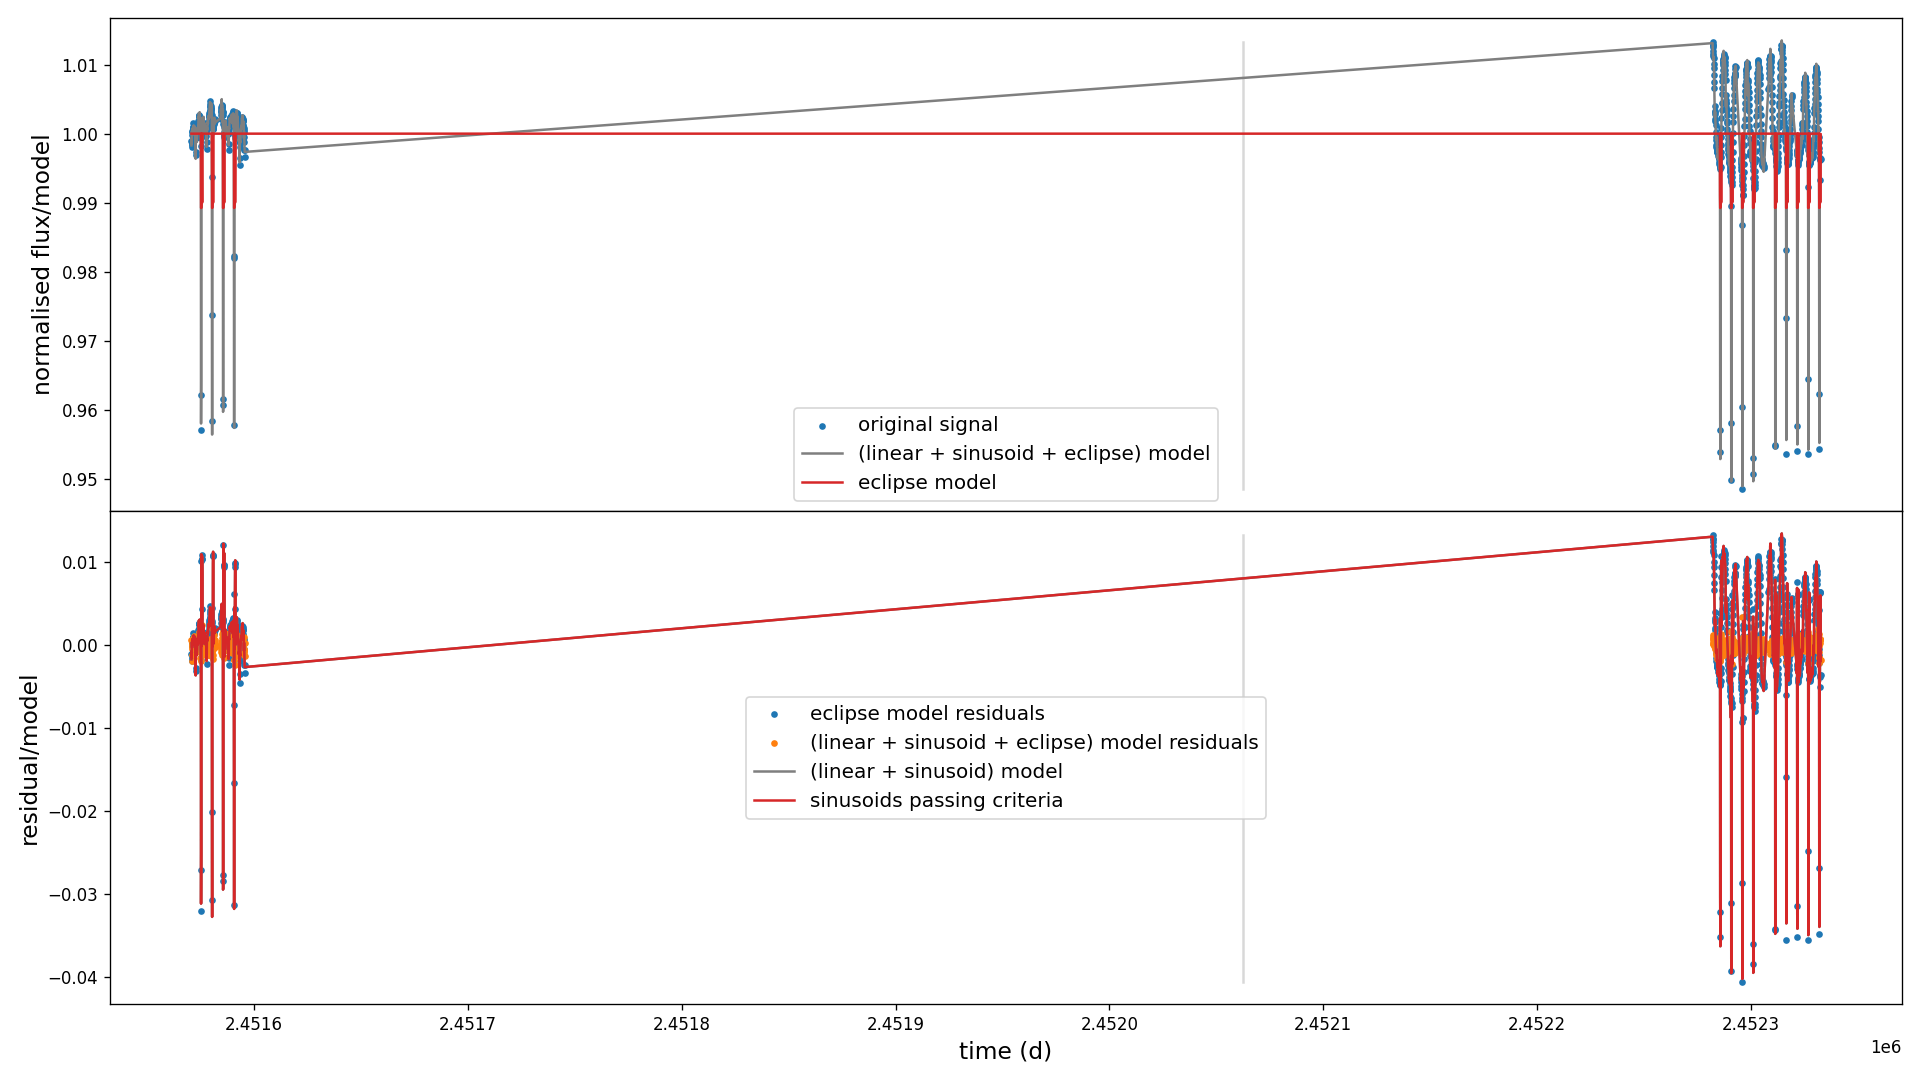 normalised flux/model
1.01
1.00
0.99
0.98
0.97
0.96
0.95
original signal
(linear + sinusoid + eclipse) model
eclipse model
residual/model
0.01
0.00
−0.01
−0.02
−0.03
−0.04
eclipse model residuals
(linear + sinusoid + eclipse) model residuals
(linear + sinusoid) model
sinusoids passing criteria
2.4516 2.4517 2.4518 2.4519 2.4520 2.4521 2.4522 2.4523
1e6
time (d)